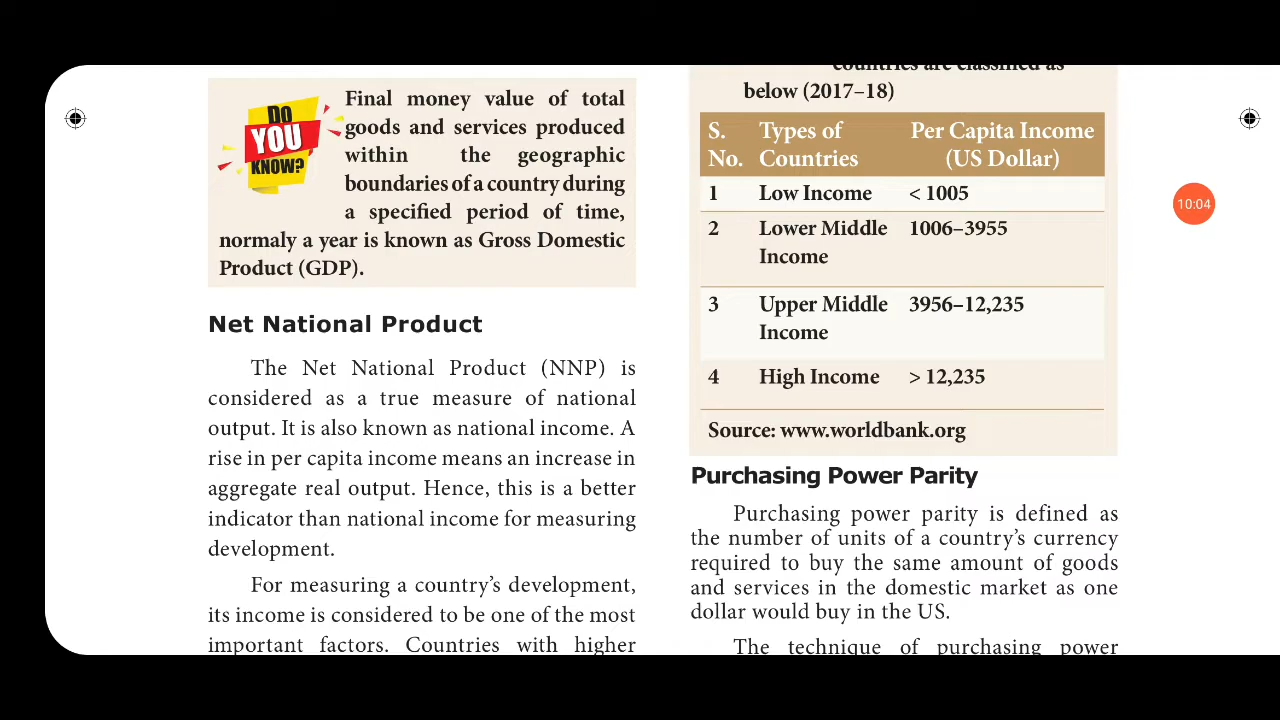 DO
YOU
KNOW?
Final money value of total
goods and services produced
within the geographic
boundaries of a country during
a specified period of time,
normaly a year is known as Gross Domestic
Product (GDP).
Net National Product
The Net National Product (NNP) is
considered as a true measure of national
output. It is also known as national income. A
rise in per capita income means an increase in
aggregate real output. Hence, this is a better
indicator than national income for measuring
development.
For measuring a country's development,
its income is considered to be one of the most
important factors. Countries with higher
countries are classified as
below (2017–18)
S. No. Types of Countries Per Capita Income (US Dollar)
1 Low Income < 1005
2 Lower Middle Income 1006–3955
3 Upper Middle Income 3956–12,235
4 High Income > 12,235
Source: www.worldbank.org
Purchasing Power Parity
Purchasing power parity is defined as
the number of units of a country's currency
required to buy the same amount of goods
and services in the domestic market as one
dollar would buy in the US.
The technique of purchasing power
10:04